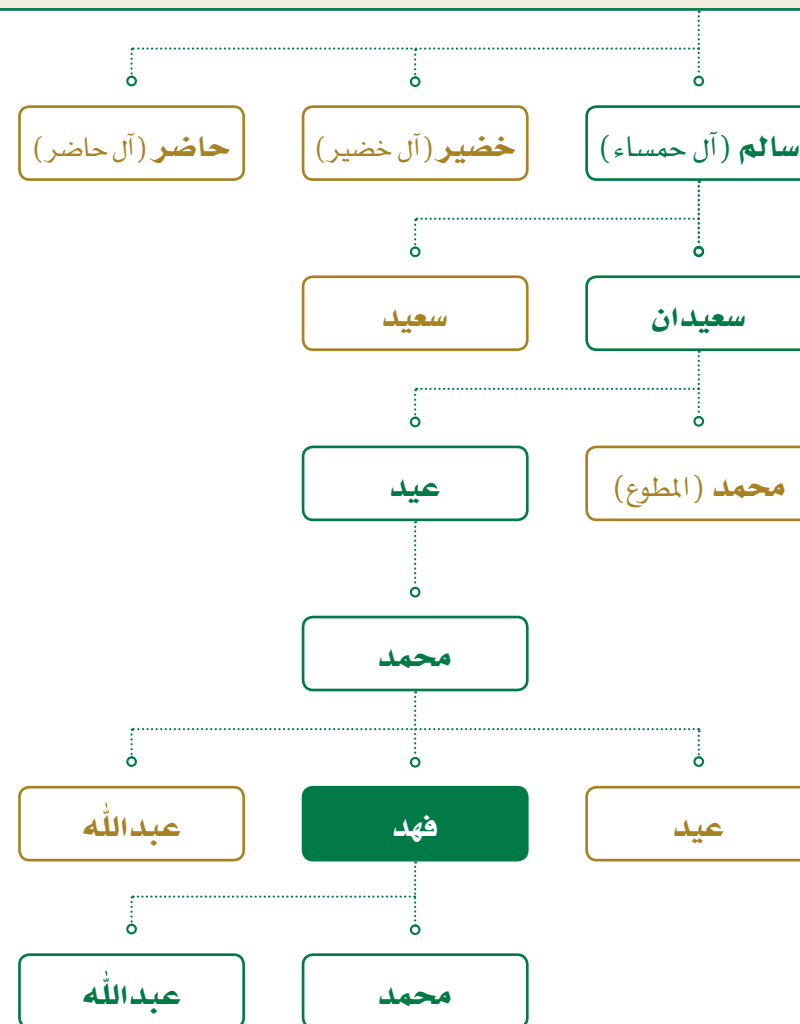 سالم (آل حمساء)
خضير (آل خضير)
حاضر (آل حاضر)
سعيدان
سعيد
محمد (المطوع)
عيد
محمد
عيد
فهد
عبدالله
محمد
عبدالله